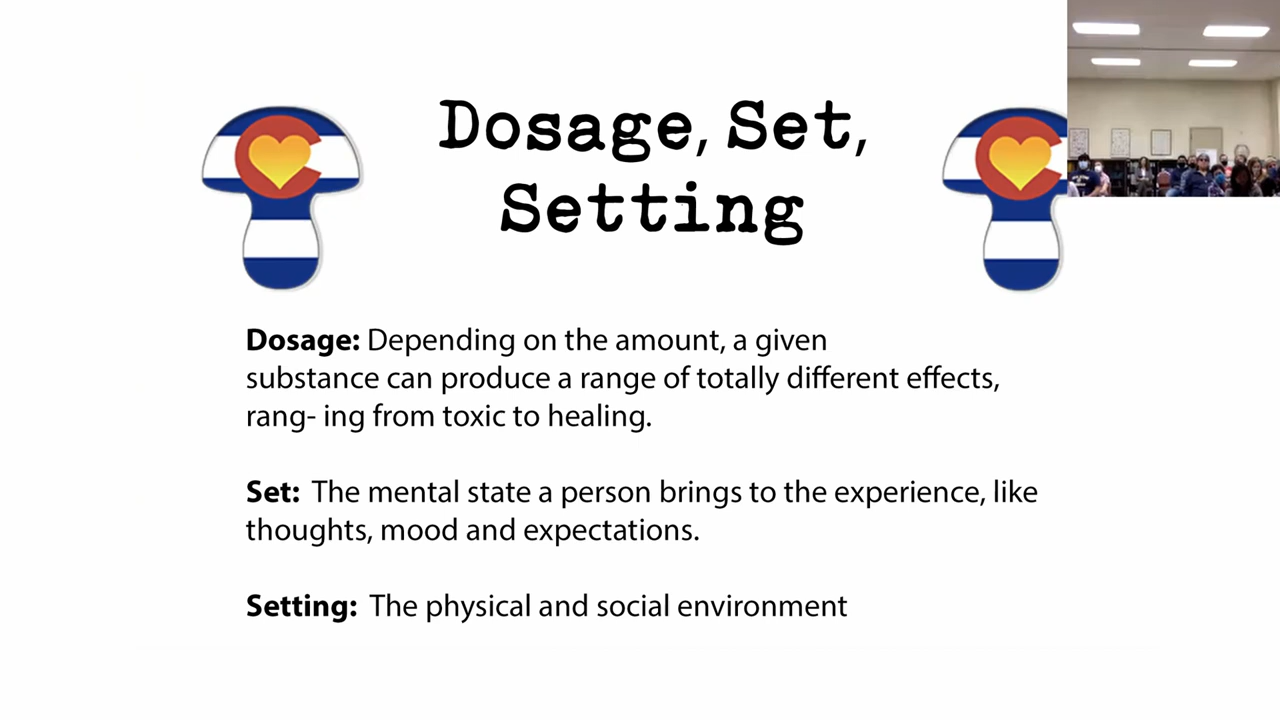 Dosage, Set,
Setting
Dosage: Depending on the amount, a given
substance can produce a range of totally different effects,
rang- ing from toxic to healing.
Set: The mental state a person brings to the experience, like
thoughts, mood and expectations.
Setting: The physical and social environment